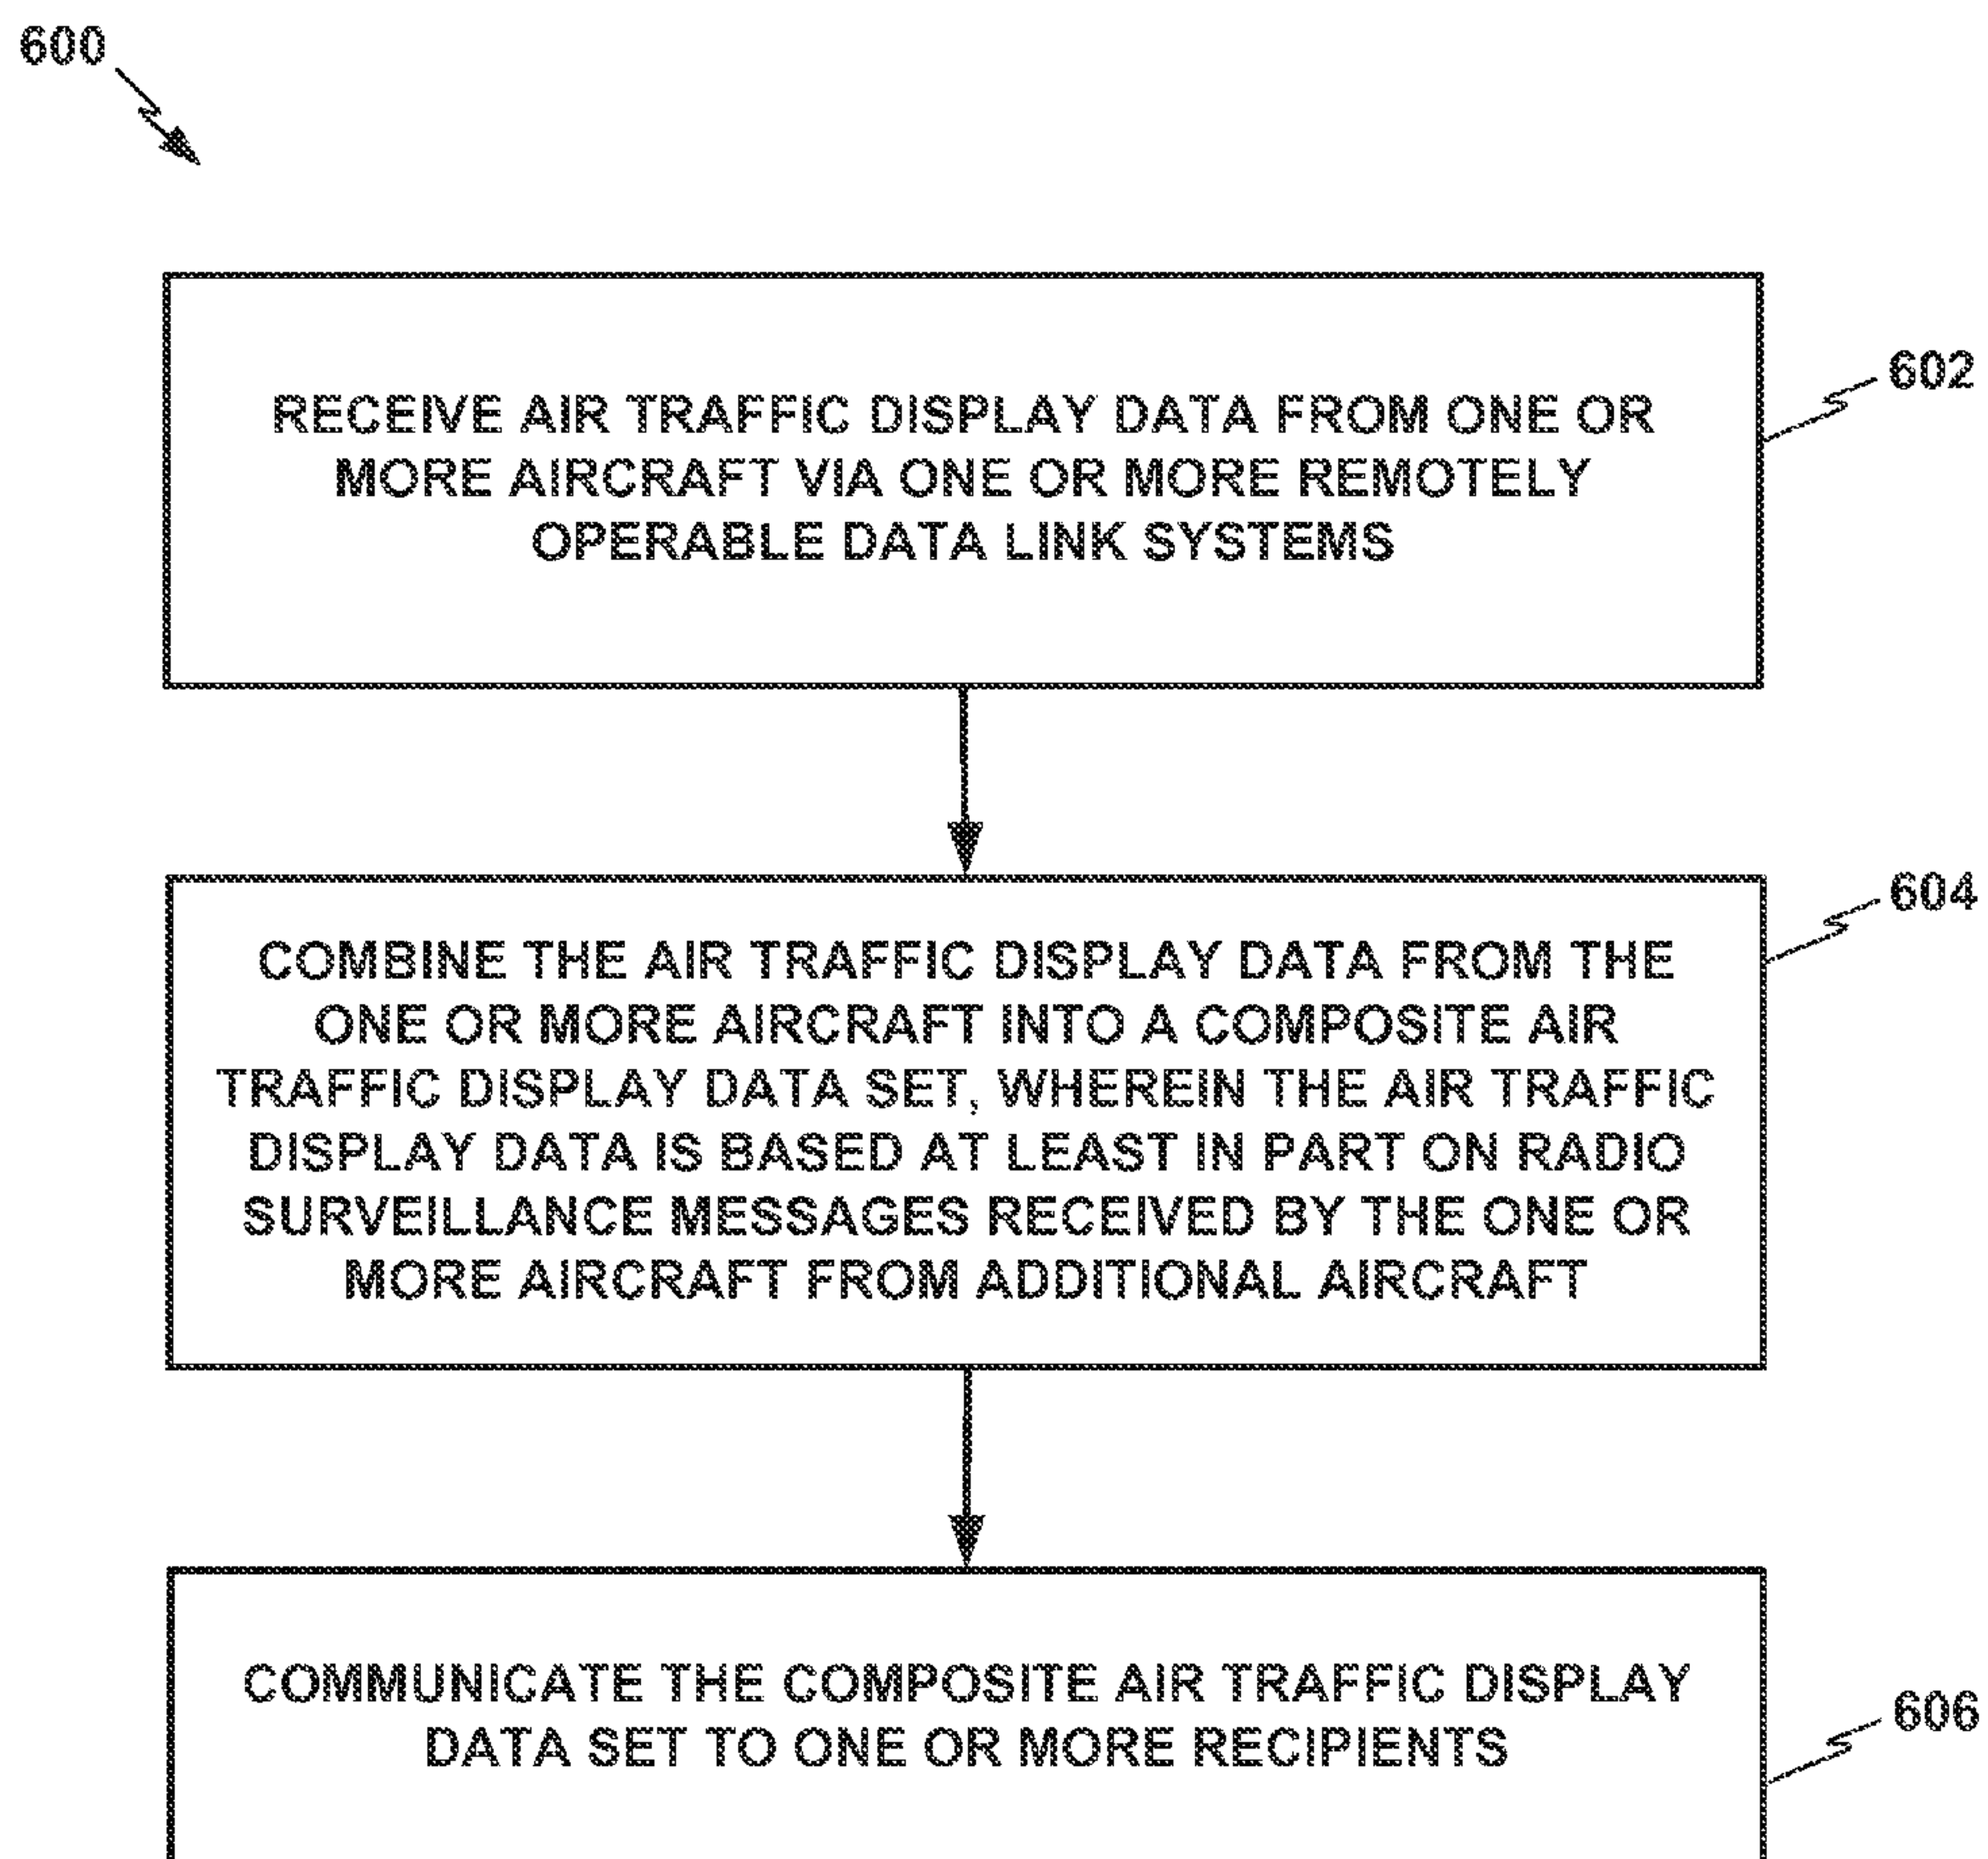 600
RECEIVE AIR TRAFFIC DISPLAY DATA FROM ONE OR
MORE AIRCRAFT VIA ONE OR MORE REMOTELY
OPERABLE DATA LINK SYSTEMS
602
COMBINE THE AIR TRAFFIC DISPLAY DATA FROM THE
ONE OR MORE AIRCRAFT INTO A COMPOSITE AIR
TRAFFIC DISPLAY DATA SET, WHEREIN THE AIR TRAFFIC
DISPLAY DATA IS BASED AT LEAST IN PART ON RADIO
SURVEILLANCE MESSAGES RECEIVED BY THE ONE OR
MORE AIRCRAFT FROM ADDITIONAL AIRCRAFT
604
COMMUNICATE THE COMPOSITE AIR TRAFFIC DISPLAY
DATA SET TO ONE OR MORE RECIPIENTS
606